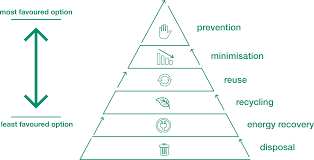 most favoured option
prevention
minimisation
reuse
recycling
energy recovery
least favoured option
disposal